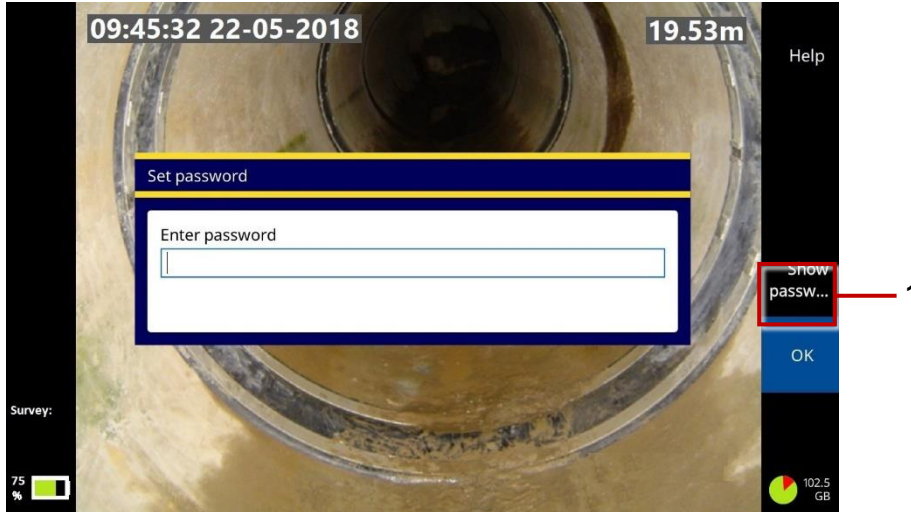 09:45:32 22-05-2018
19.53m
Help
Set password
Enter password
Show
passw...
1
OK
Survey:
75
%
102.5
GB